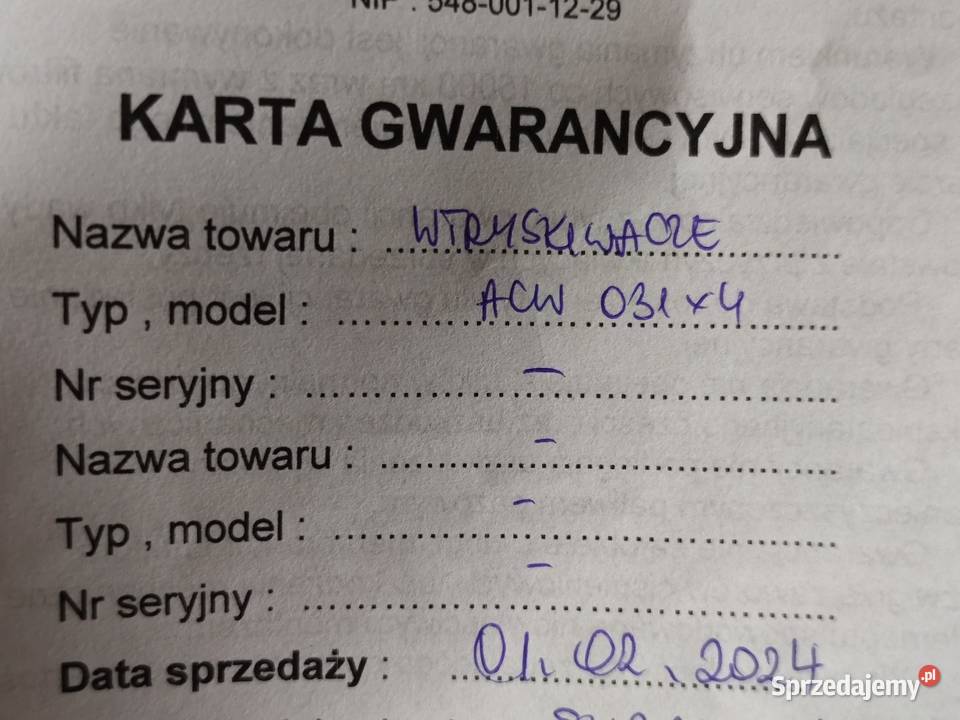 NIP : 548-001-12-29
KARTA GWARANCYJNA
Nazwa towaru : WTRYSKIWACZE
Typ , model : ACW 031 x 4
Nr seryjny : –
Nazwa towaru : –
Typ , model : –
Nr seryjny : –
Data sprzedaży : 01.02.2024
Sprzedajemy.pl